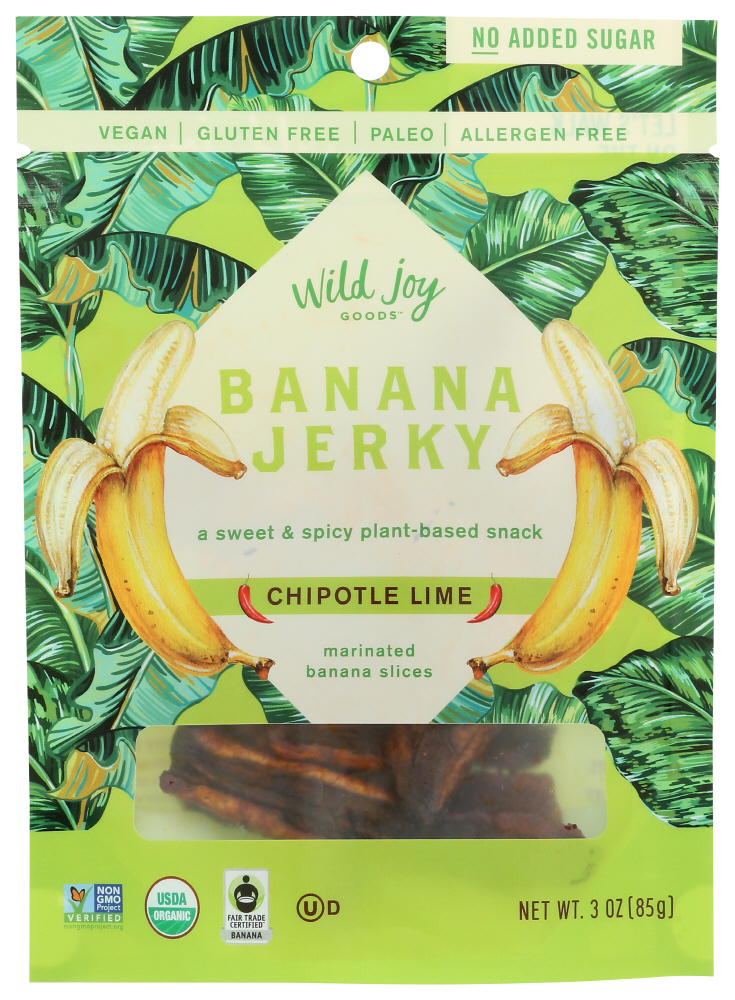 NO ADDED SUGAR
VEGAN | GLUTEN FREE | PALEO | ALLERGEN FREE
Wild joy
GOODS™
BANANA
JERKY
a sweet & spicy plant-based snack
CHIPOTLE LIME
marinated
banana slices
NON
GMO
Project
VERIFIED
nongmoproject.org
USDA
ORGANIC
FAIR TRADE
CERTIFIED
BANANA
U D
NET WT. 3 OZ (85g)